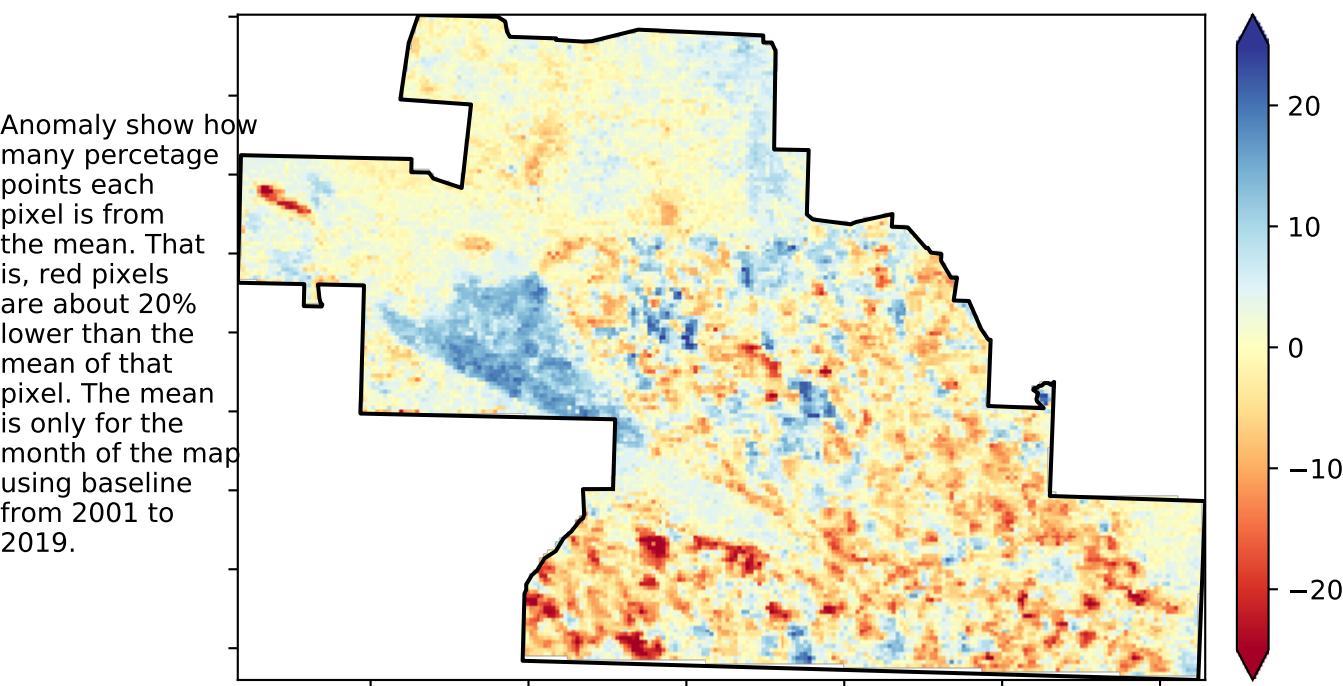 Anomaly show how
many percetage
points each
pixel is from
the mean. That
is, red pixels
are about 20%
lower than the
mean of that
pixel. The mean
is only for the
month of the map
using baseline
from 2001 to
2019.
20
10
0
−10
−20